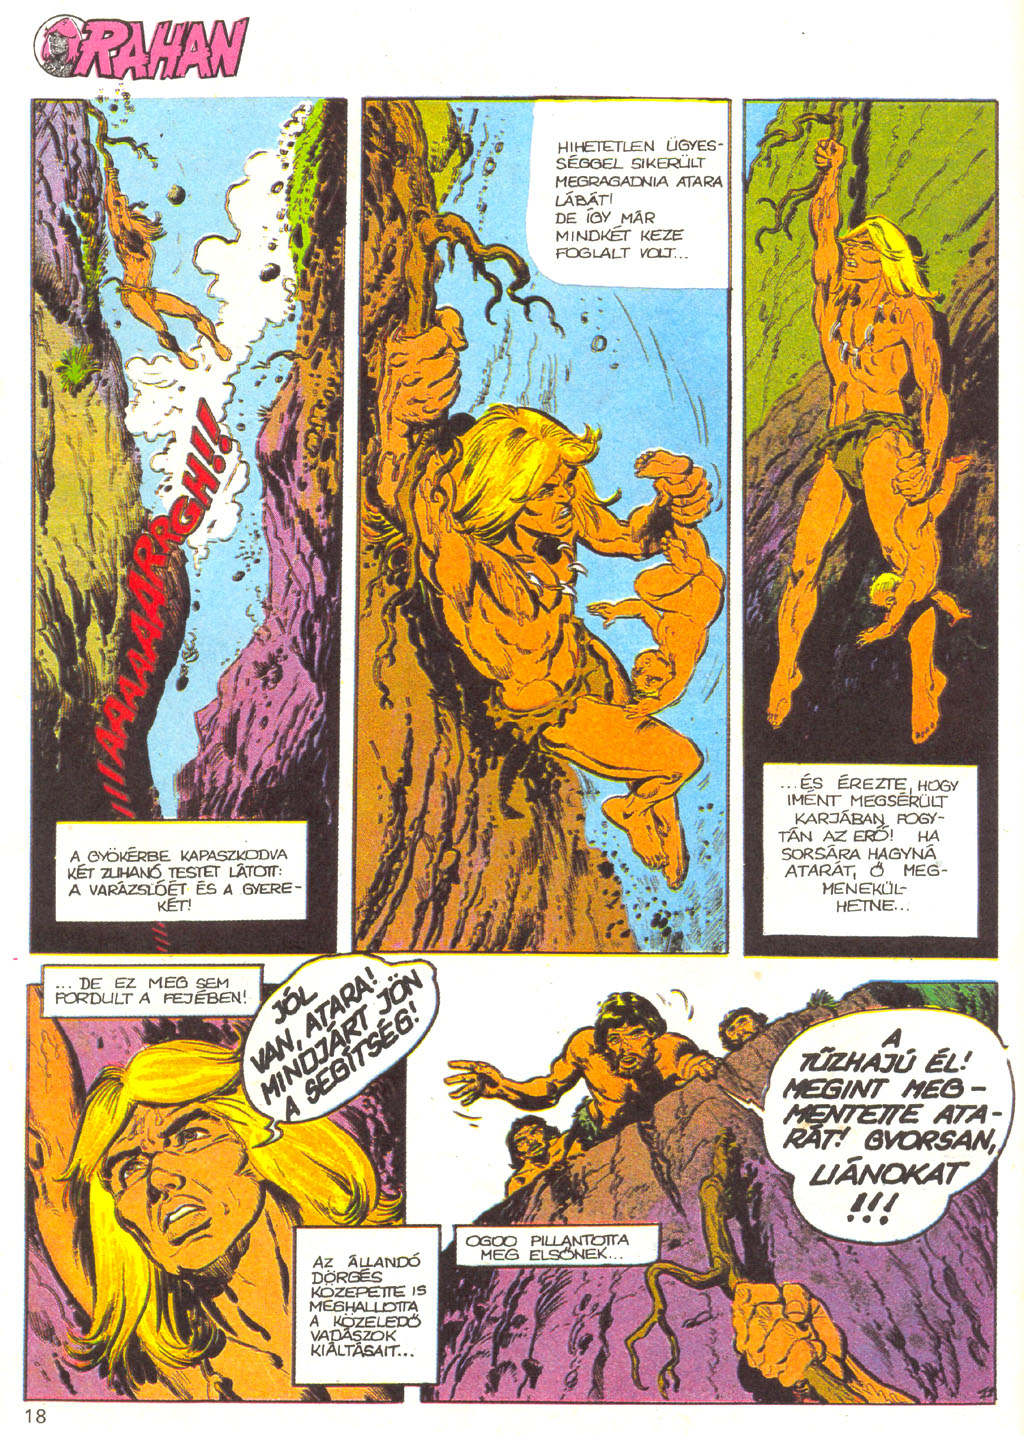 RAHAN
AAAAAAARRGH!!
A GYÖKÉRBE KAPASZKODVA
KÉT ZUHANÓ TESTET LÁTOTT:
A VARÁZSLÓÉT ÉS A GYERE-
KÉT!
HIHETETLEN ÜGYES-
SÉGGEL SIKERÜLT
MEGRAGADNIA ATARA
LÁBÁT!
DE ÍGY MÁR
MINDKÉT KEZE
FOGLALT VOLT...
...ÉS ÉREZTE, HOGY
IMÉNT MEGSÉRÜLT
KARJÁBAN FOGY-
TÁN AZ ERŐ! HA
SORSÁRA HAGYNÁ
ATARÁT, Ő MEG-
MENEKÜL-
HETNE...
... DE EZ MEG SEM
FORDULT A FEJÉBEN!
JÓL
VAN, ATARA!
MINDJÁRT JÖN
A SEGÍTSÉG!
AZ ÁLLANDÓ
DÖRGÉS
KÖZEPETTE IS
MEGHALLOTTA
A KÖZELEDŐ
VADÁSZOK
KIÁLTÁSAIT...
OGOO PILLANTOTTA
MEG ELSŐNEK...
A
TŰZHAJÚ ÉL!
MEGINT MEG-
MENTETTE ATA-
RÁT! GYORSAN,
LIÁNOKAT
!!!
18